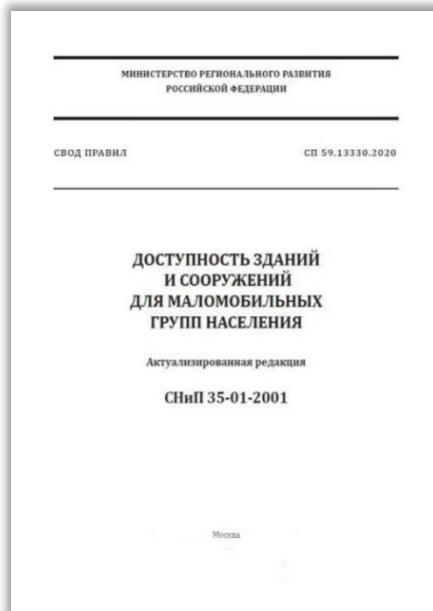 МИНИСТЕРСТВО РЕГИОНАЛЬНОГО РАЗВИТИЯ
РОССИЙСКОЙ ФЕДЕРАЦИИ
СВОД ПРАВИЛ СП 59.13330.2020
ДОСТУПНОСТЬ ЗДАНИЙ
И СООРУЖЕНИЙ
ДЛЯ МАЛОМОБИЛЬНЫХ
ГРУПП НАСЕЛЕНИЯ
Актуализированная редакция
СНиП 35-01-2001
Москва